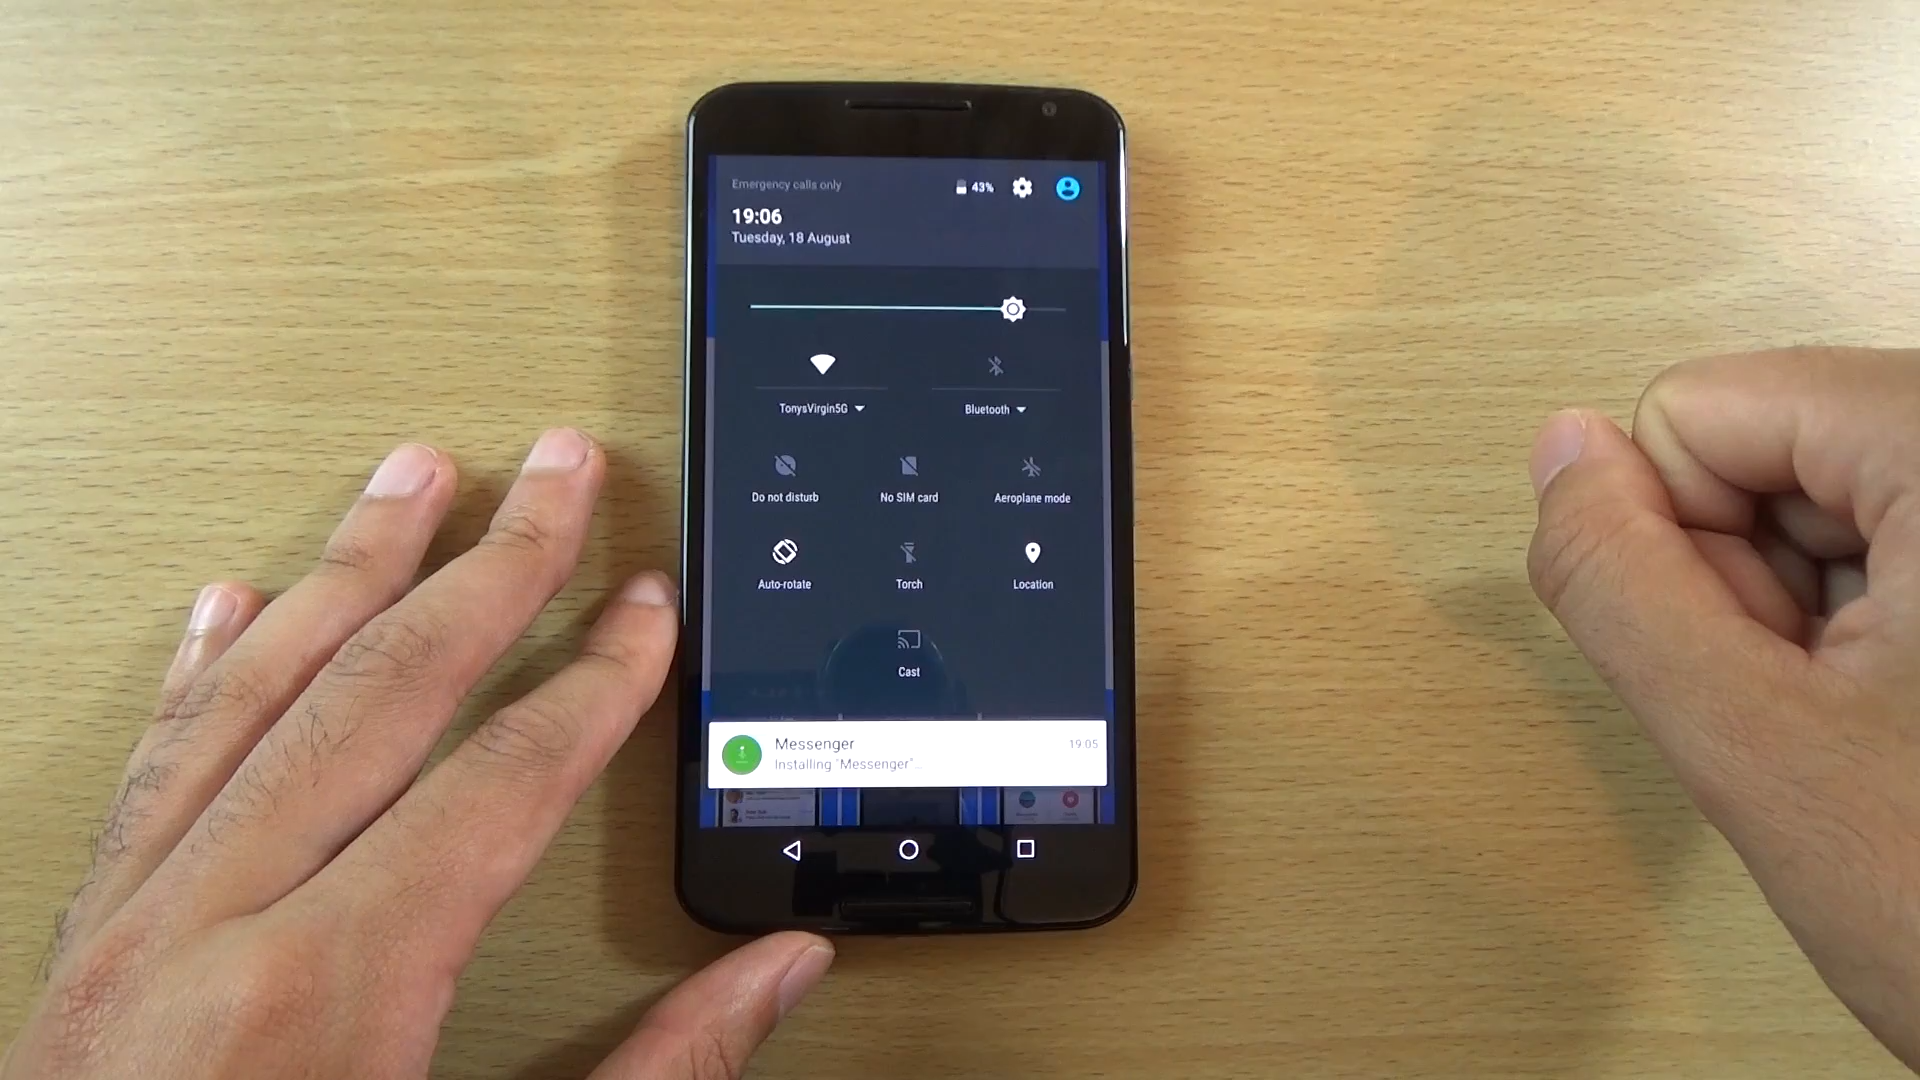 Emergency calls only
43%
19:06
Tuesday, 18 August
TonysVirgin5G
Bluetooth
Do not disturb
No SIM card
Aeroplane mode
Auto-rotate
Torch
Location
Cast
Messenger
19:05
Installing "Messenger"...